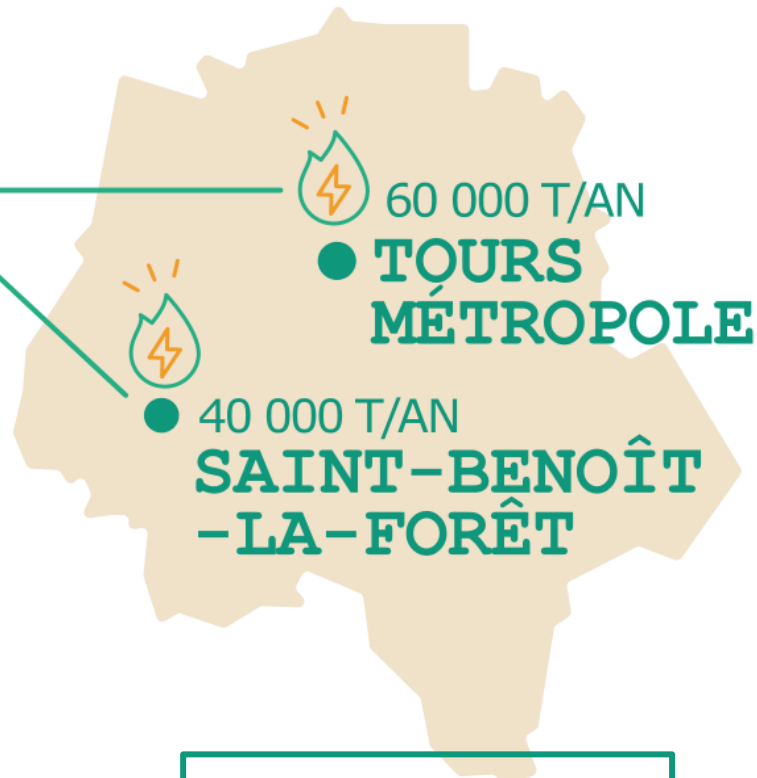 60 000 T/AN
TOURS
MÉTROPOLE
40 000 T/AN
SAINT-BENOÎT
-LA-FORÊT